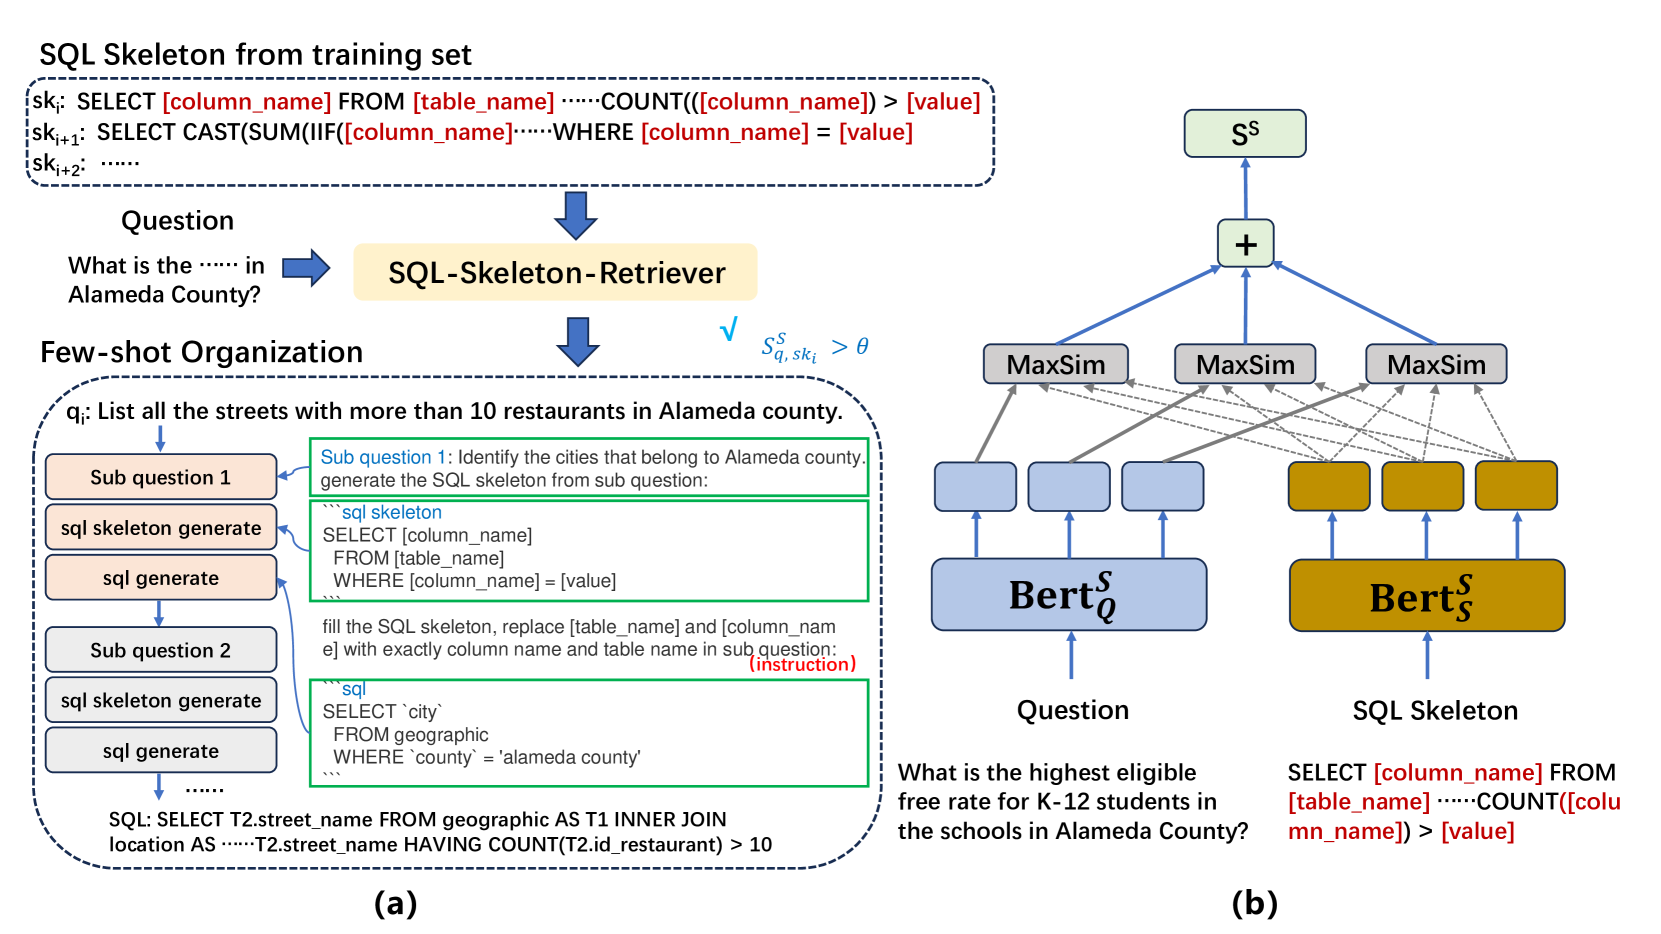 SQL Skeleton from training set
sk_i: SELECT [column_name] FROM [table_name] ······COUNT(([column_name]) > [value]
sk_{i+1}: SELECT CAST(SUM(IIF([column_name]······WHERE [column_name] = [value]
sk_{i+2}: ······
Question
What is the ······ in
Alameda County?
SQL-Skeleton-Retriever
√
S^S_{q, sk_i} > θ
Few-shot Organization
q_i: List all the streets with more than 10 restaurants in Alameda county.
Sub question 1
sql skeleton generate
sql generate
Sub question 2
sql skeleton generate
sql generate
······
Sub question 1: Identify the cities that belong to Alameda county.
generate the SQL skeleton from sub question:
```sql skeleton
SELECT [column_name]
FROM [table_name]
WHERE [column_name] = [value]
```
fill the SQL skeleton, replace [table_name] and [column_nam
e] with exactly column name and table name in sub question:
(instruction)
```sql
SELECT `city`
FROM geographic
WHERE `county` = 'alameda county'
```
SQL: SELECT T2.street_name FROM geographic AS T1 INNER JOIN
location AS ······T2.street_name HAVING COUNT(T2.id_restaurant) > 10
(a)
S^S
+
MaxSim
MaxSim
MaxSim
Bert^S_Q
Bert^S_S
Question
SQL Skeleton
What is the highest eligible
free rate for K-12 students in
the schools in Alameda County?
SELECT [column_name] FROM
[table_name] ······COUNT([colu
mn_name]) > [value]
(b)